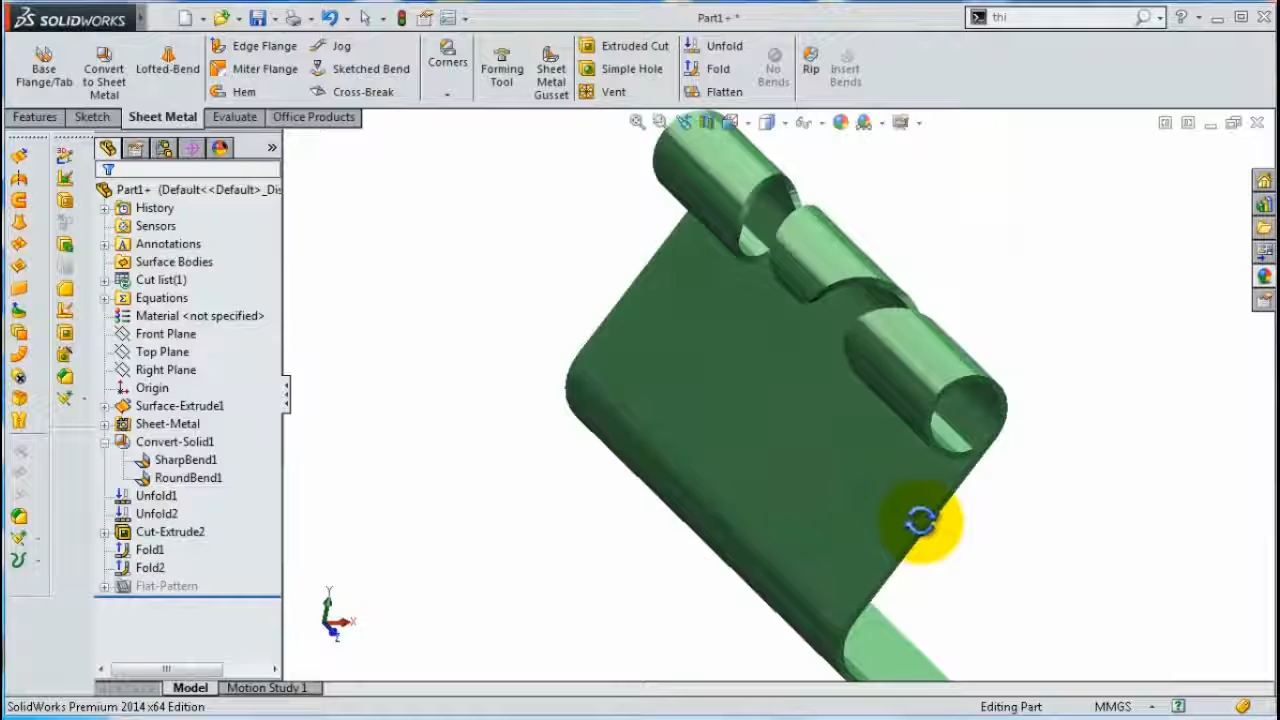 SOLIDWORKS
Part1+ *
thi
Base Flange/Tab
Convert to Sheet Metal
Lofted-Bend
Edge Flange
Miter Flange
Hem
Jog
Sketched Bend
Cross-Break
Corners
Forming Tool
Sheet Metal Gusset
Extruded Cut
Simple Hole
Vent
Unfold
Fold
Flatten
No Bends
Rip
Insert Bends
Features
Sketch
Sheet Metal
Evaluate
Office Products
Part1+ (Default<<Default>_Dis
History
Sensors
Annotations
Surface Bodies
Cut list(1)
Equations
Material <not specified>
Front Plane
Top Plane
Right Plane
Origin
Surface-Extrude1
Sheet-Metal
Convert-Solid1
SharpBend1
RoundBend1
Unfold1
Unfold2
Cut-Extrude2
Fold1
Fold2
Flat-Pattern
Y
X
Z
Model
Motion Study 1
SolidWorks Premium 2014 x64 Edition
Editing Part
MMGS